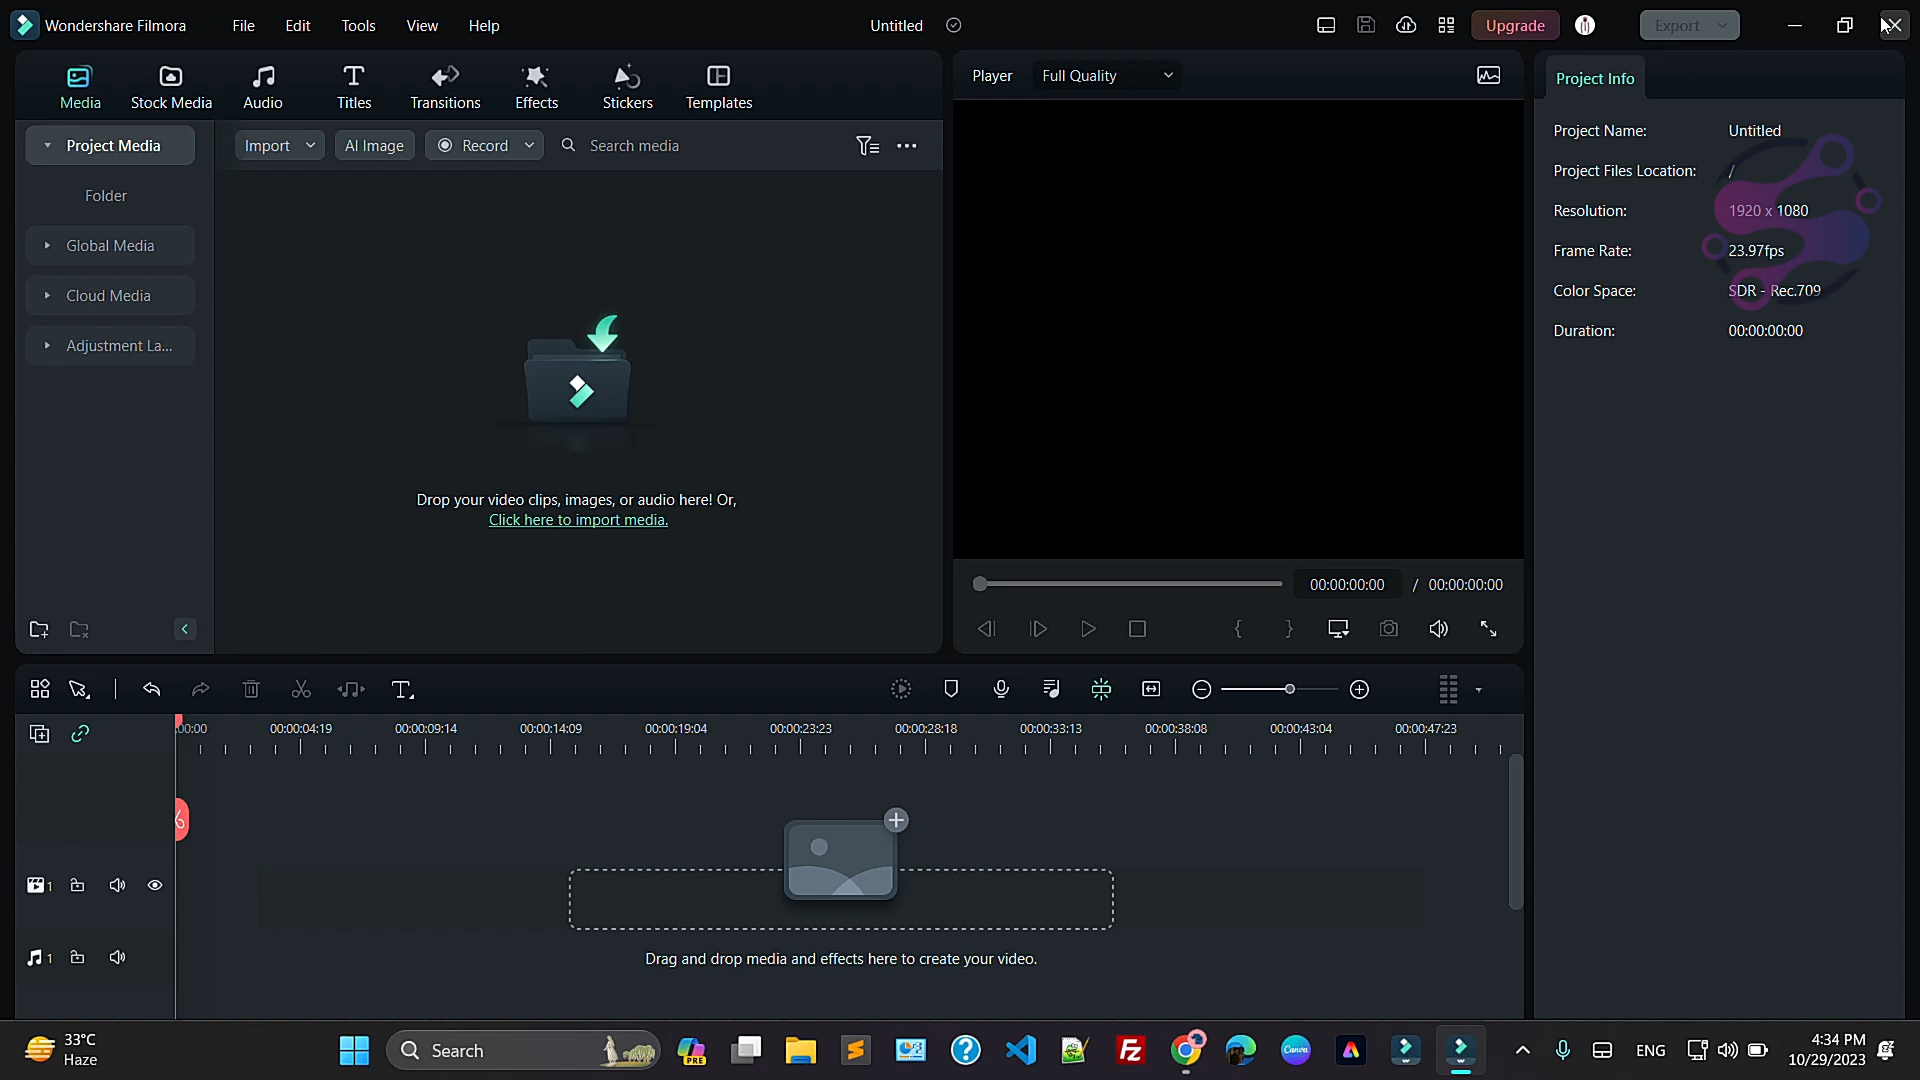 Wondershare Filmora File Edit Tools View Help Untitled Upgrade Export
Media Stock Media Audio Titles Transitions Effects Stickers Templates
Project Media
Folder
Global Media
Cloud Media
Adjustment La...
Import AI Image Record Search media
Drop your video clips, images, or audio here! Or,
Click here to import media.
Player Full Quality
00:00:00:00 / 00:00:00:00
Project Info
Project Name: Untitled
Project Files Location: /
Resolution: 1920 x 1080
Frame Rate: 23.97fps
Color Space: SDR - Rec.709
Duration: 00:00:00:00
:00:00 00:00:04:19 00:00:09:14 00:00:14:09 00:00:19:04 00:00:23:23 00:00:28:18 00:00:33:13 00:00:38:08 00:00:43:04 00:00:47:23
1
1
Drag and drop media and effects here to create your video.
33°C
Haze
Search
PRE
Fz
Canva
ENG
4:34 PM
10/29/2023